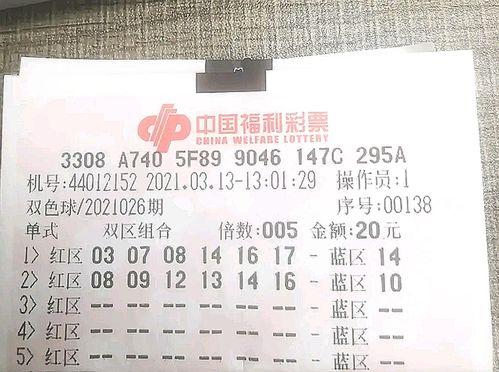 中国福利彩票
CHINA WELFARE LOTTERY
3308 A740 5F89 9046 147C 295A
机号:44012152 2021.03.13-13:01:29 操作员:1
双色球/2021026期 序号:00138
单式 双区组合 倍数:005 金额:20元
1> 红区 03 07 08 14 16 17 - 蓝区 14
2> 红区 08 09 12 13 14 16 - 蓝区 10
3> 红区 -- -- -- -- -- -- - 蓝区 --
4> 红区 -- -- -- -- -- -- - 蓝区 --
5> 红区 -- -- -- -- -- -- - 蓝区 --